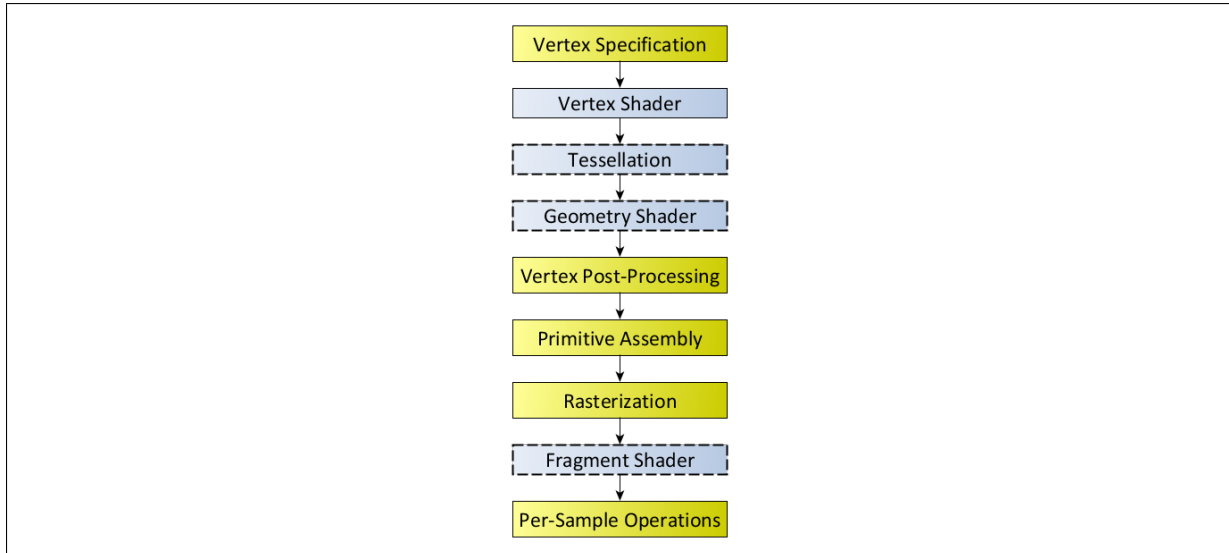 Vertex Specification
Vertex Shader
Tessellation
Geometry Shader
Vertex Post-Processing
Primitive Assembly
Rasterization
Fragment Shader
Per-Sample Operations